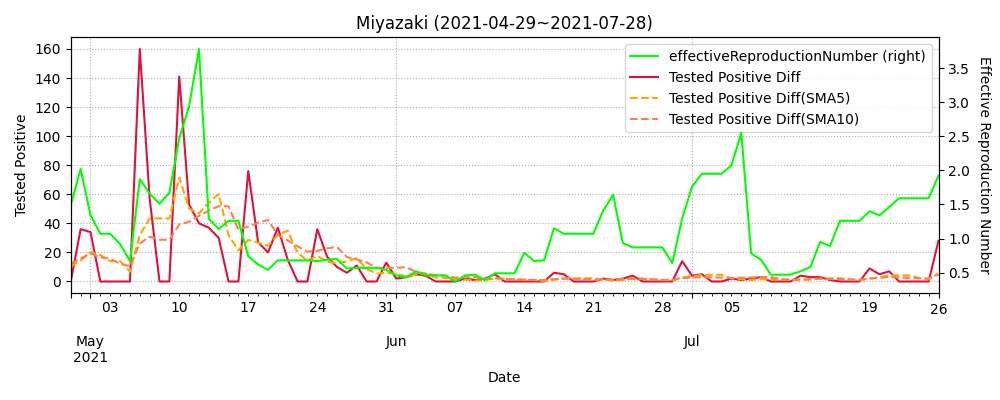 Miyazaki (2021-04-29~2021-07-28)
effectiveReproductionNumber (right)
Tested Positive Diff
Tested Positive Diff(SMA5)
Tested Positive Diff(SMA10)
Tested Positive
160
140
120
100
80
60
40
20
0
3.5
3.0
2.5
2.0
1.5
1.0
0.5
Effective Reproduction Number
03 10 17 24 31 07 14 21 28 05 12 19 26
May Jun Jul
2021
Date